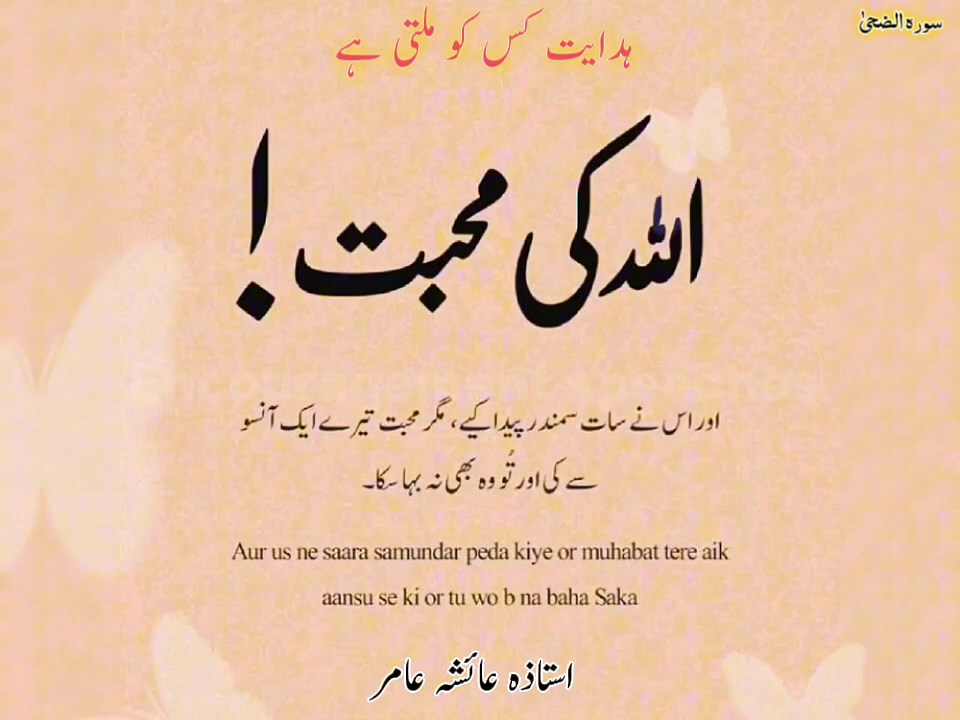 سورہ الضحیٰ
ہدایت کس کو ملتی ہے
اللہ کی محبت !
اور اس نے سات سمندر پیدا کیے، مگر محبت تیرے ایک آنسو
سے کی اور تُو وہ بھی نہ بہا سکا۔
Aur us ne saara samundar peda kiye or muhabat tere aik
aansu se ki or tu wo b na baha Saka
استاذہ عائشہ عامر